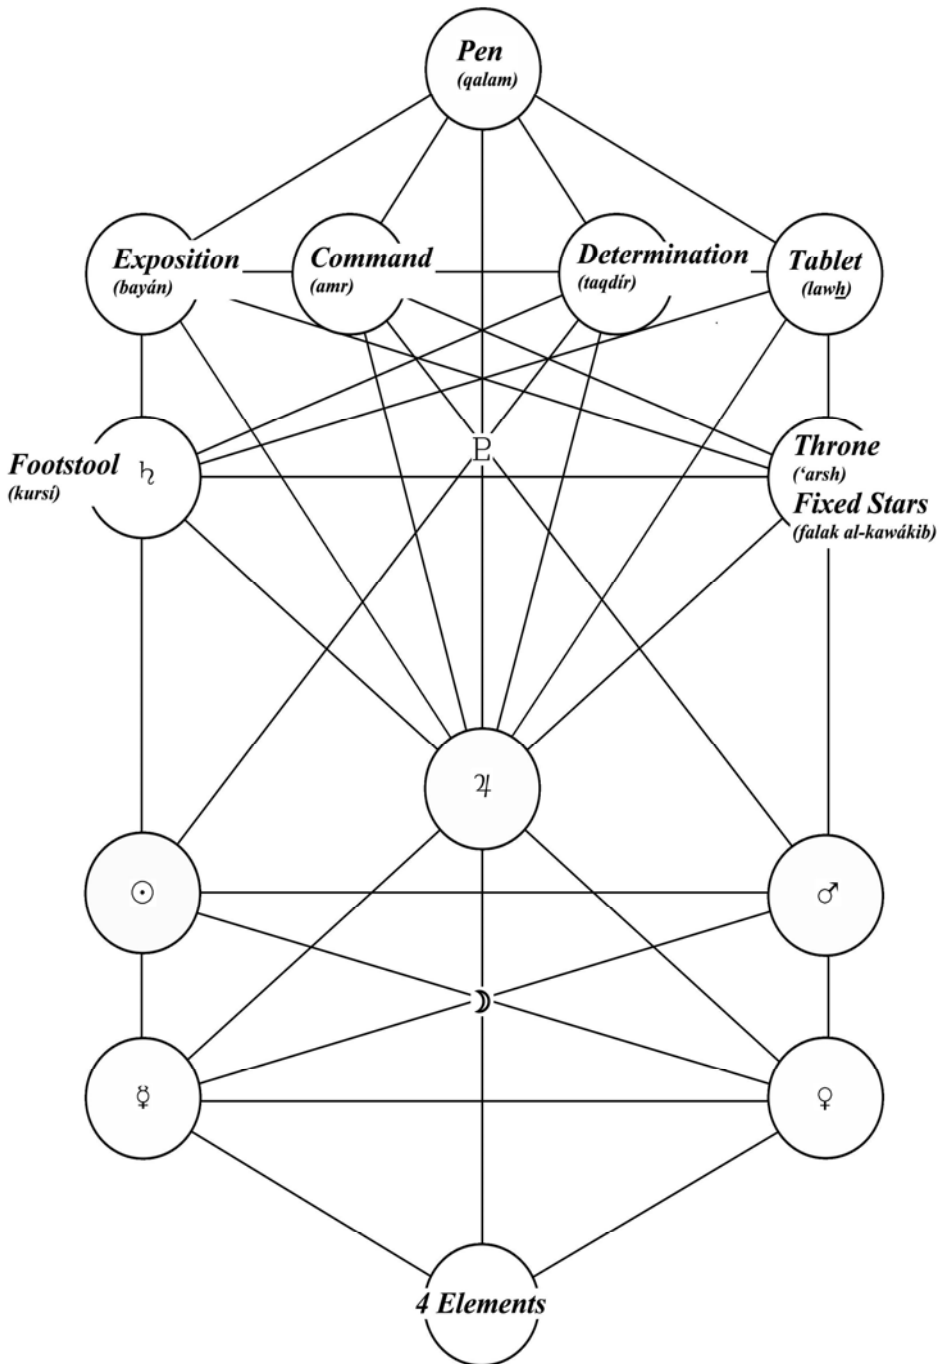 Pen
(qalam)
Exposition
(bayán)
Command
(amr)
Determination
(taqdír)
Tablet
(lawẖ)
Footstool
(kursí)
♄
♇
Throne
(‘arsh)
Fixed Stars
(falak al-kawákib)
♃
☉
♂
☽
☿
♀
4 Elements